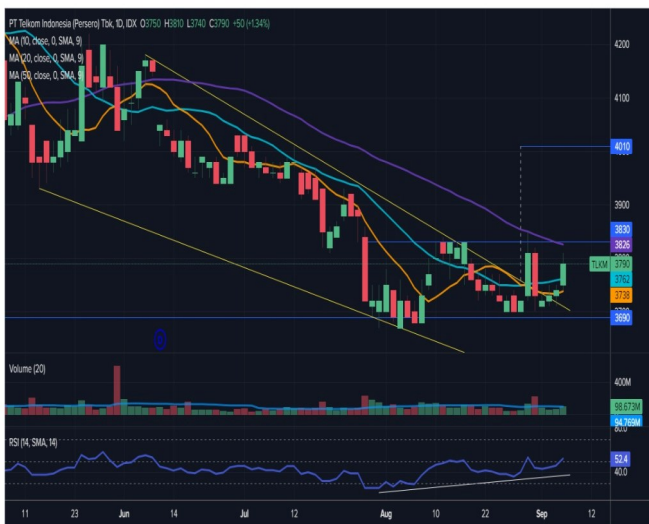 PT Telkom Indonesia (Persero) Tbk, 1D, IDX O3750 H3810 L3740 C3790 +50 (+1.34%)
MA (10, close, 0, SMA, 9)
MA (20, close, 0, SMA, 9)
MA (50, close, 0, SMA, 9)
4200
4100
4010
3900
3830
3826
TLKM 3790
3762
3738
3690
Volume (20)
400M
98.673M
94.769M
RSI (14, SMA, 14)
80.0
52.4
40.0
11 23 Jun 14 Jul 12 Aug 10 22 Sep 12